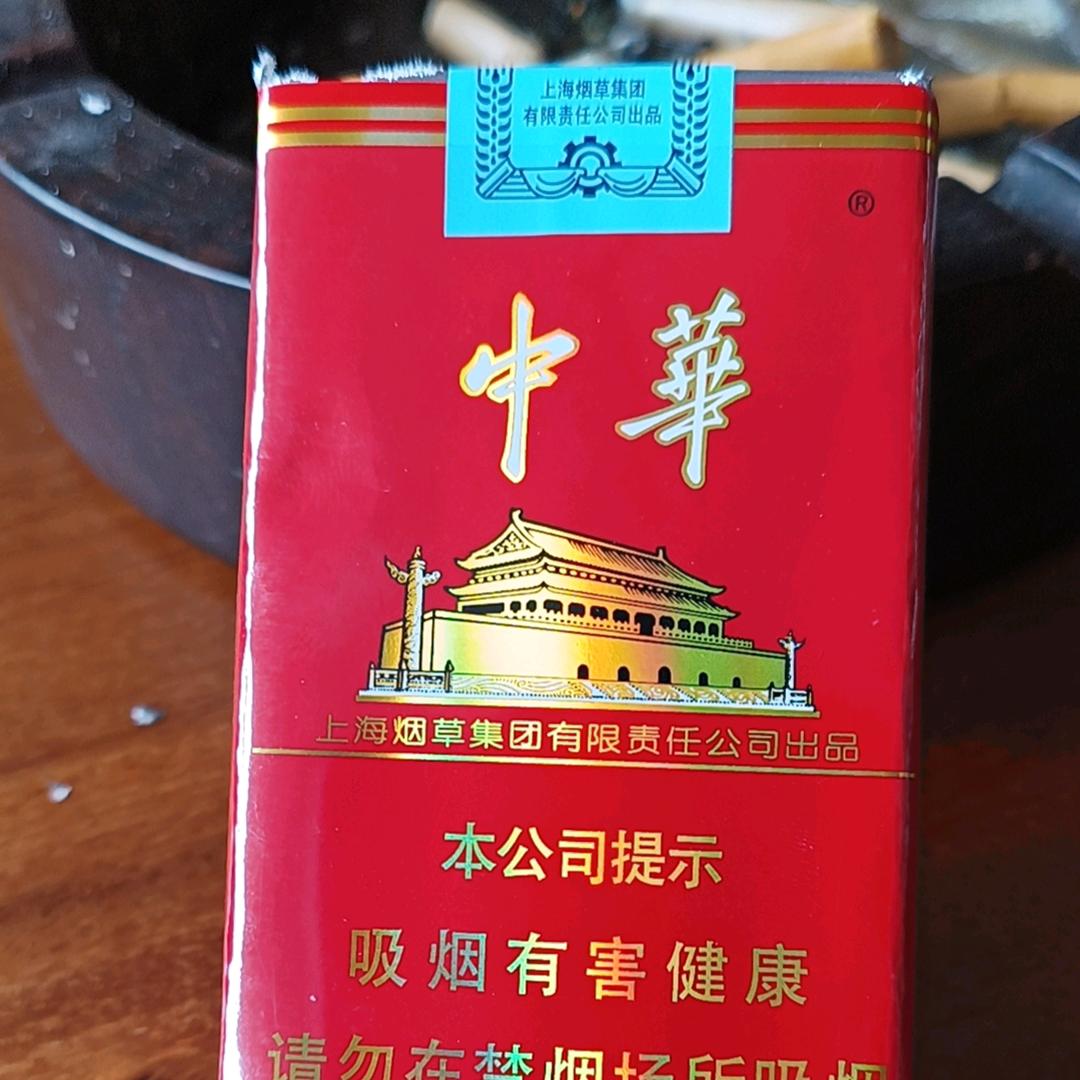 上海烟草集团
有限责任公司出品
®
中華
上海烟草集团有限责任公司出品
本公司提示
吸烟有害健康
请勿在禁烟场所吸烟